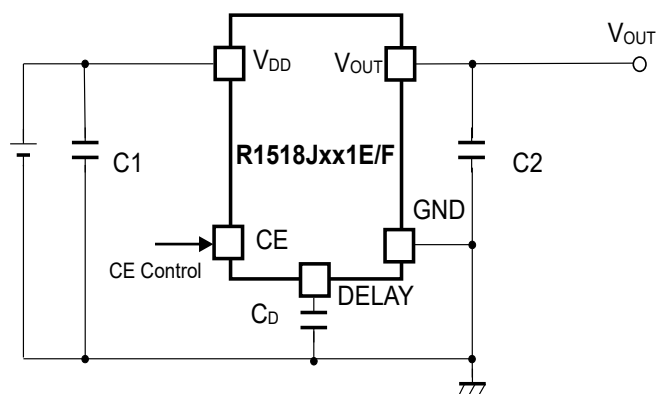 VOUT
VDD
VOUT
R1518Jxx1E/F
C1
C2
GND
CE
CE Control
DELAY
CD